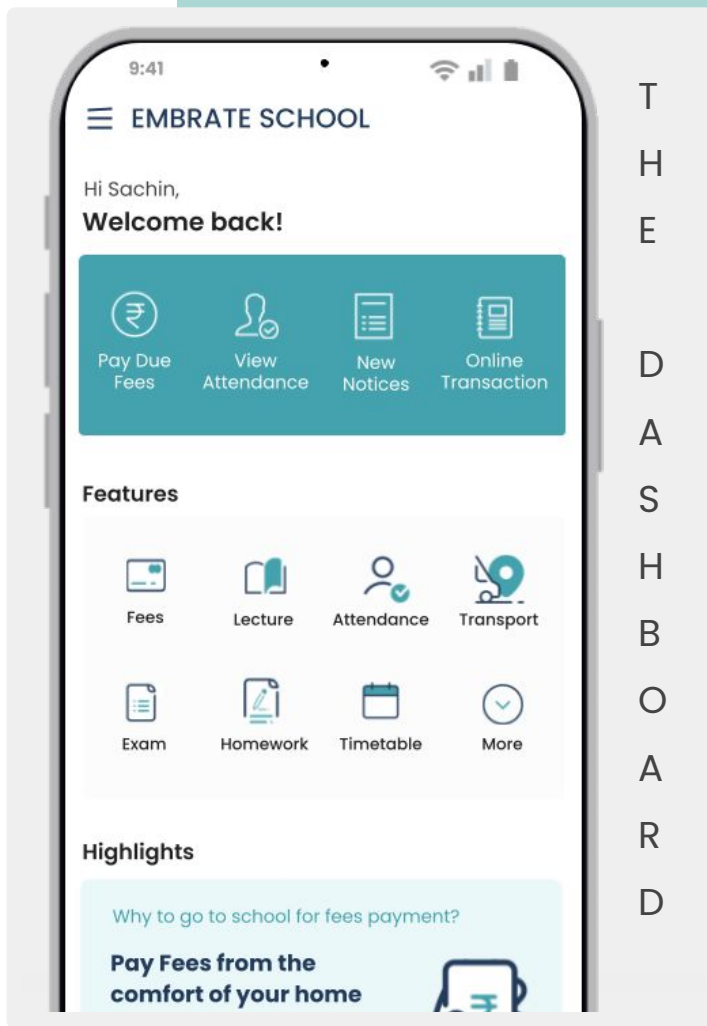 9:41
EMBRATE SCHOOL
Hi Sachin,
Welcome back!
₹
Pay Due
Fees
View
Attendance
New
Notices
Online
Transaction
Features
Fees
Lecture
Attendance
Transport
Exam
Homework
Timetable
More
Highlights
Why to go to school for fees payment?
Pay Fees from the
comfort of your home
₹
T
H
E
D
A
S
H
B
O
A
R
D